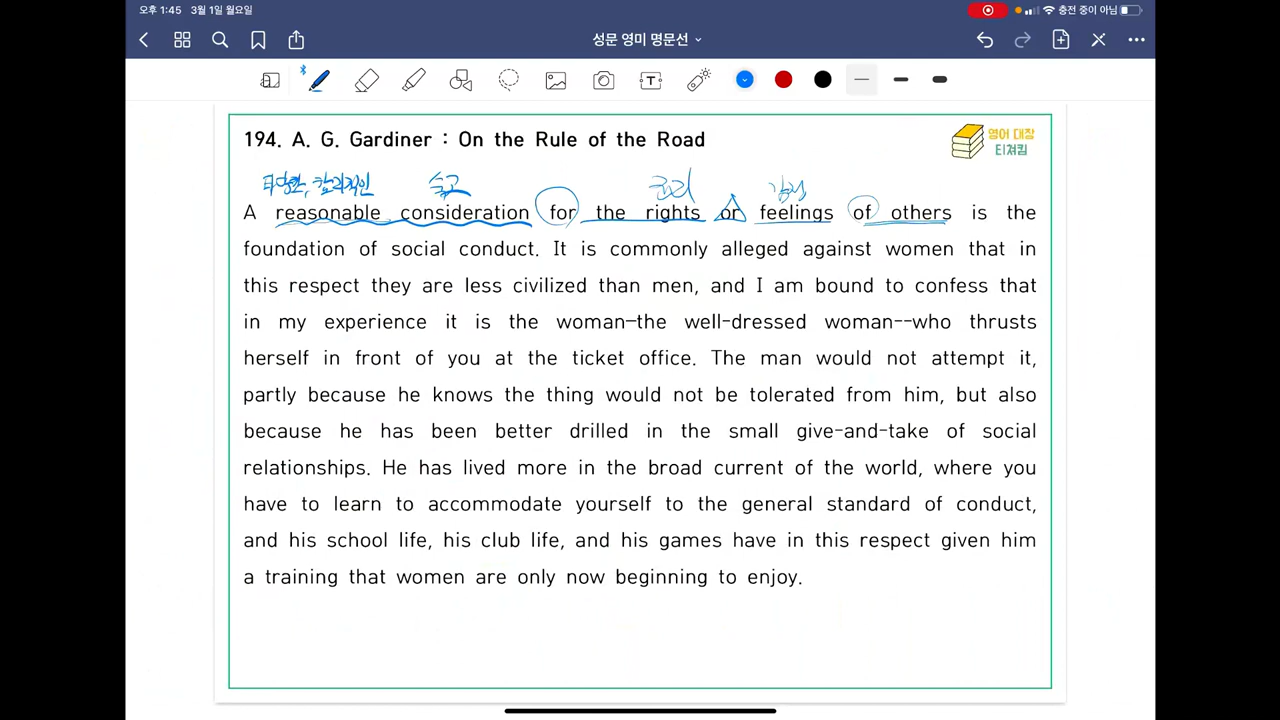 오후 1:45 3월 1일 월요일
충전 중이 아님
성문 영미 명문선
194. A. G. Gardiner : On the Rule of the Road
영어 대장
티쳐킴
합리적인 숙고 권리 감정
A reasonable consideration for the rights or feelings of others is the
foundation of social conduct. It is commonly alleged against women that in
this respect they are less civilized than men, and I am bound to confess that
in my experience it is the woman—the well-dressed woman--who thrusts
herself in front of you at the ticket office. The man would not attempt it,
partly because he knows the thing would not be tolerated from him, but also
because he has been better drilled in the small give-and-take of social
relationships. He has lived more in the broad current of the world, where you
have to learn to accommodate yourself to the general standard of conduct,
and his school life, his club life, and his games have in this respect given him
a training that women are only now beginning to enjoy.